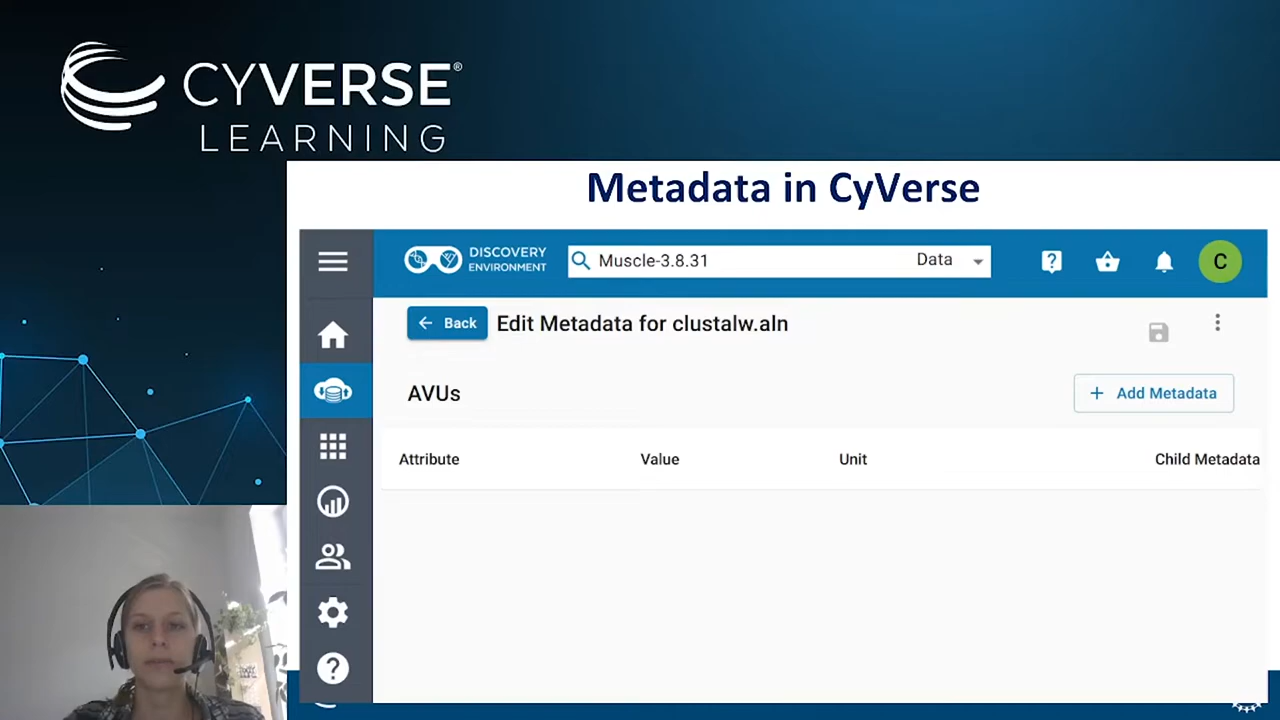 CYVERSE®
LEARNING
Metadata in CyVerse
DISCOVERY
ENVIRONMENT
Muscle-3.8.31
Data
C
Back
Edit Metadata for clustalw.aln
AVUs
+ Add Metadata
Attribute
Value
Unit
Child Metadata